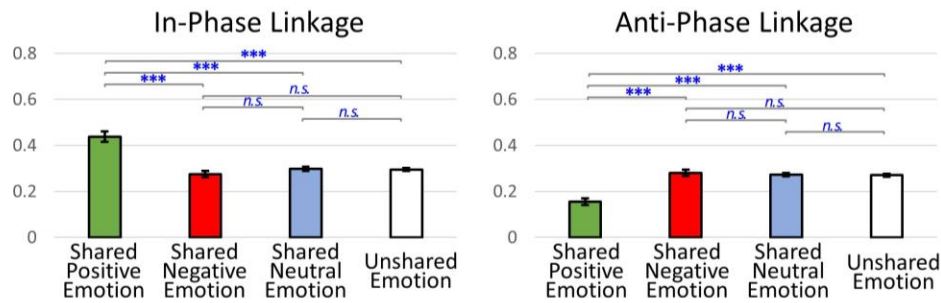 In-Phase Linkage
0.8
0.6
0.4
0.2
0
***
***
***
n.s.
n.s.
n.s.
Shared
Positive
Emotion
Shared
Negative
Emotion
Shared
Neutral
Emotion
Unshared
Emotion
Anti-Phase Linkage
0.8
0.6
0.4
0.2
0
***
***
***
n.s.
n.s.
n.s.
Shared
Positive
Emotion
Shared
Negative
Emotion
Shared
Neutral
Emotion
Unshared
Emotion